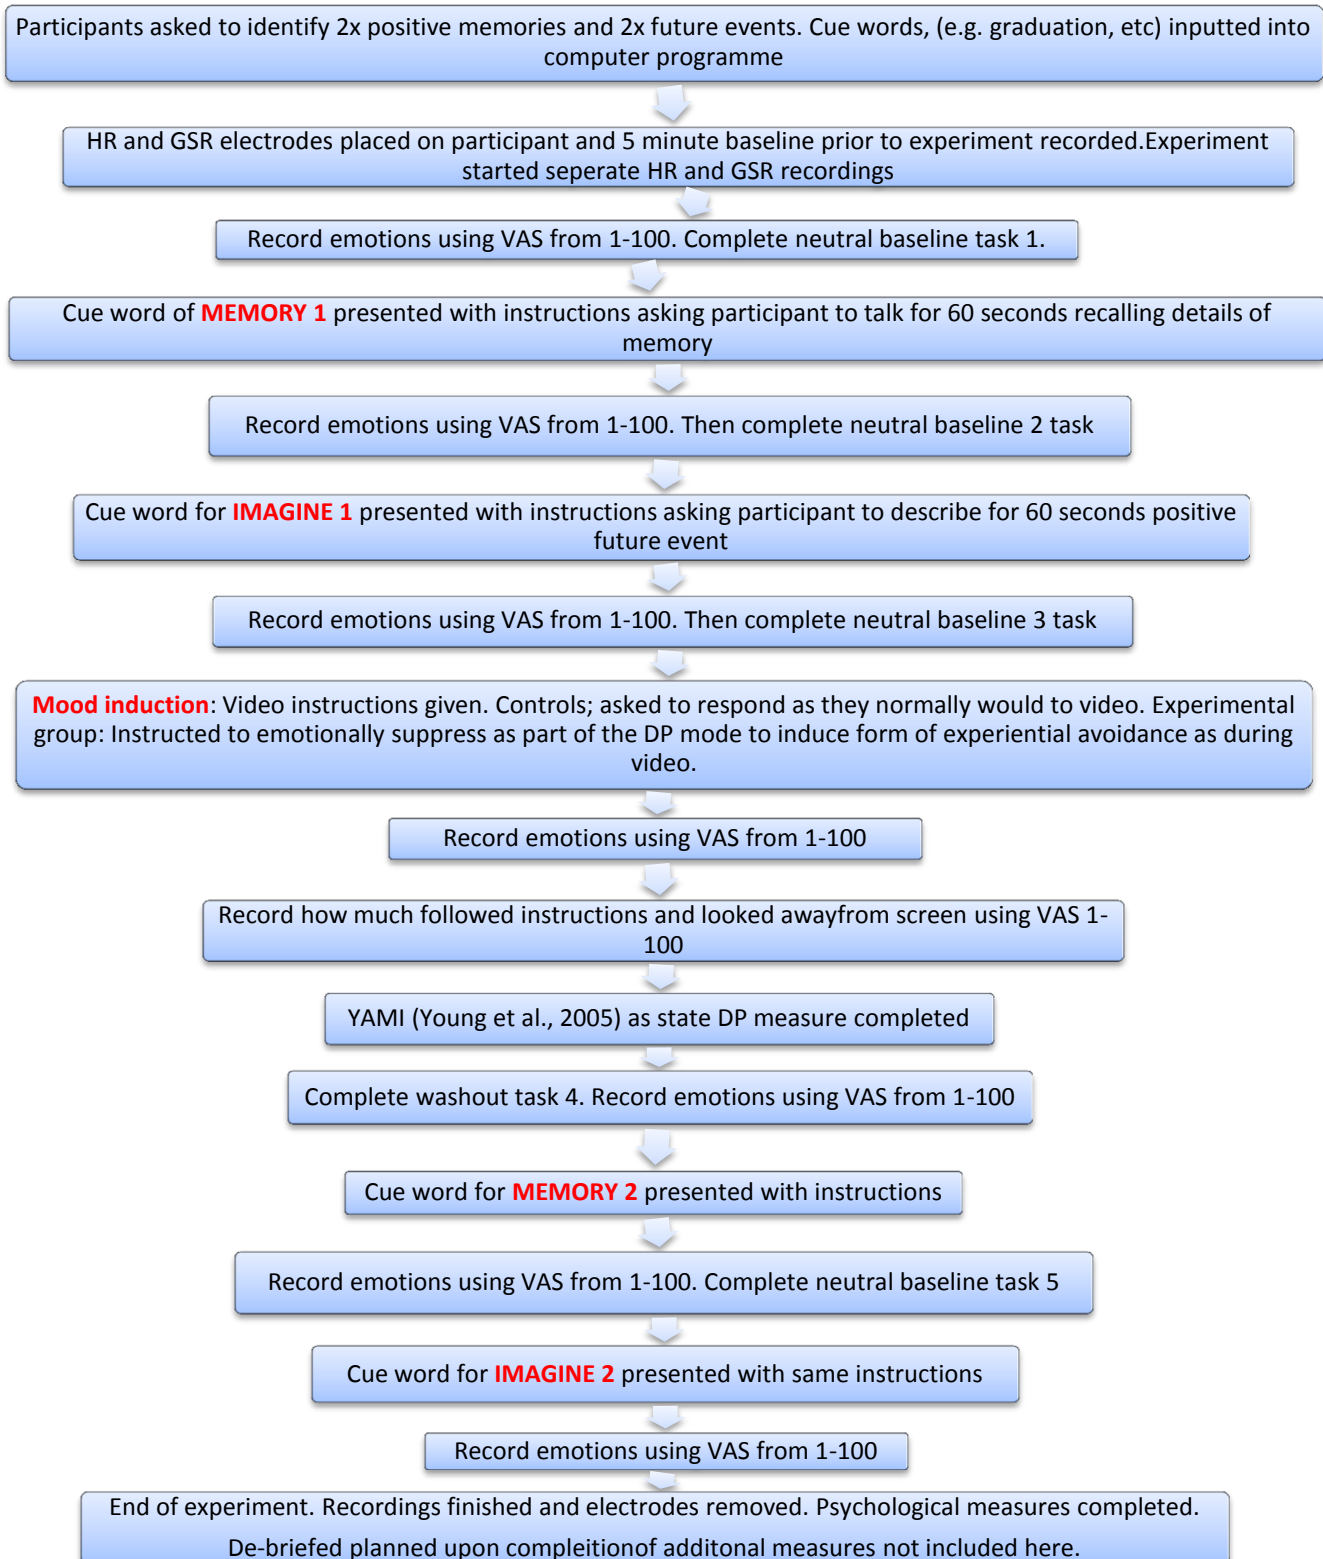 Participants asked to identify 2x positive memories and 2x future events. Cue words, (e.g. graduation, etc) inputted into
computer programme
HR and GSR electrodes placed on participant and 5 minute baseline prior to experiment recorded.Experiment
started seperate HR and GSR recordings
Record emotions using VAS from 1-100. Complete neutral baseline task 1.
Cue word of MEMORY 1 presented with instructions asking participant to talk for 60 seconds recalling details of
memory
Record emotions using VAS from 1-100. Then complete neutral baseline 2 task
Cue word for IMAGINE 1 presented with instructions asking participant to describe for 60 seconds positive
future event
Record emotions using VAS from 1-100. Then complete neutral baseline 3 task
Mood induction: Video instructions given. Controls; asked to respond as they normally would to video. Experimental
group: Instructed to emotionally suppress as part of the DP mode to induce form of experiential avoidance as during
video.
Record emotions using VAS from 1-100
Record how much followed instructions and looked awayfrom screen using VAS 1-
100
YAMI (Young et al., 2005) as state DP measure completed
Complete washout task 4. Record emotions using VAS from 1-100
Cue word for MEMORY 2 presented with instructions
Record emotions using VAS from 1-100. Complete neutral baseline task 5
Cue word for IMAGINE 2 presented with same instructions
Record emotions using VAS from 1-100
End of experiment. Recordings finished and electrodes removed. Psychological measures completed.
De-briefed planned upon compleitionof additonal measures not included here.